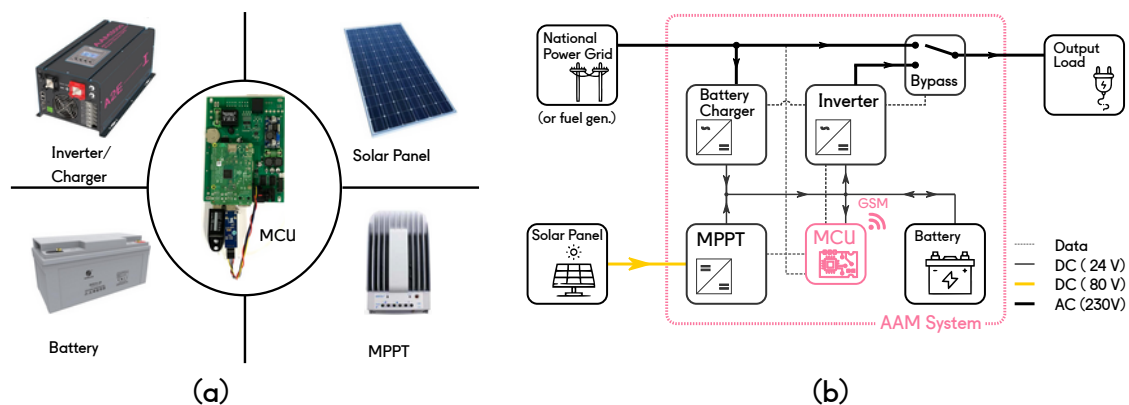 Inverter/
Charger
Solar Panel
MCU
Battery
MPPT
(a)
National
Power Grid
(or fuel gen.)
Battery
Charger
Inverter
Bypass
Output
Load
GSM
Solar Panel
MPPT
MCU
Battery
AAM System
Data
DC ( 24 V)
DC ( 80 V)
AC (230V)
(b)